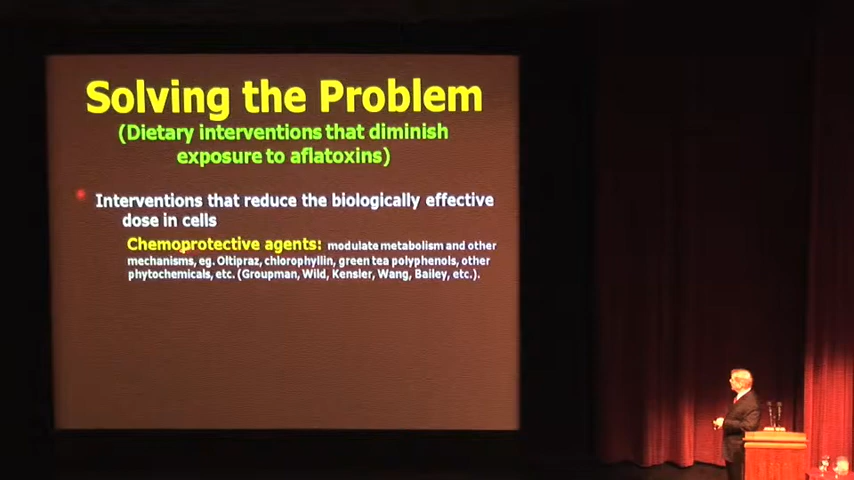 Solving the Problem
(Dietary interventions that diminish
exposure to aflatoxins)
Interventions that reduce the biologically effective
dose in cells
Chemoprotective agents: modulate metabolism and other
mechanisms, eg. Oltipraz, chlorophyllin, green tea polyphenols, other
phytochemicals, etc. (Groupman, Wild, Kensler, Wang, Bailey, etc.).